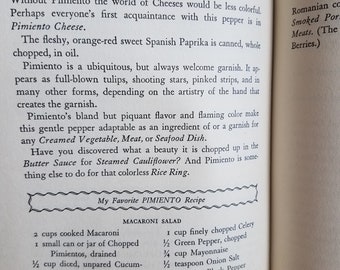 Without Pimiento the world of Cheeses would be less colorful.
Perhaps everyone's first acquaintance with this pepper is in
Pimiento Cheese.
The fleshy, orange-red sweet Spanish Paprika is canned, whole
chopped, in oil.
Pimiento is a ubiquitous, but always welcome garnish. It ap-
pears as full-blown tulips, shooting stars, pinked strips, and in
many other forms, depending on the artistry of the hand that
creates the garnish.
Pimiento's bland but piquant flavor and flaming color make
this gentle pepper adaptable as an ingredient of or a garnish for
any Creamed Vegetable, Meat, or Seafood Dish.
Have you discovered what a beauty it is chopped up in the
Butter Sauce for Steamed Cauliflower? And Pimiento is some-
thing else to do for that colorless Rice Ring.
My Favorite PIMIENTO Recipe
MACARONI SALAD
2 cups cooked Macaroni
1 small can or jar of Chopped
Pimientos, drained
½ cup diced, unpared Cucum-
1 cup finely chopped Celery
½ Green Pepper, chopped
¾ cup Mayonnaise
½ teaspoon Onion Salt
Romanian co
Smoked Por
Meats. (The
Berries.)